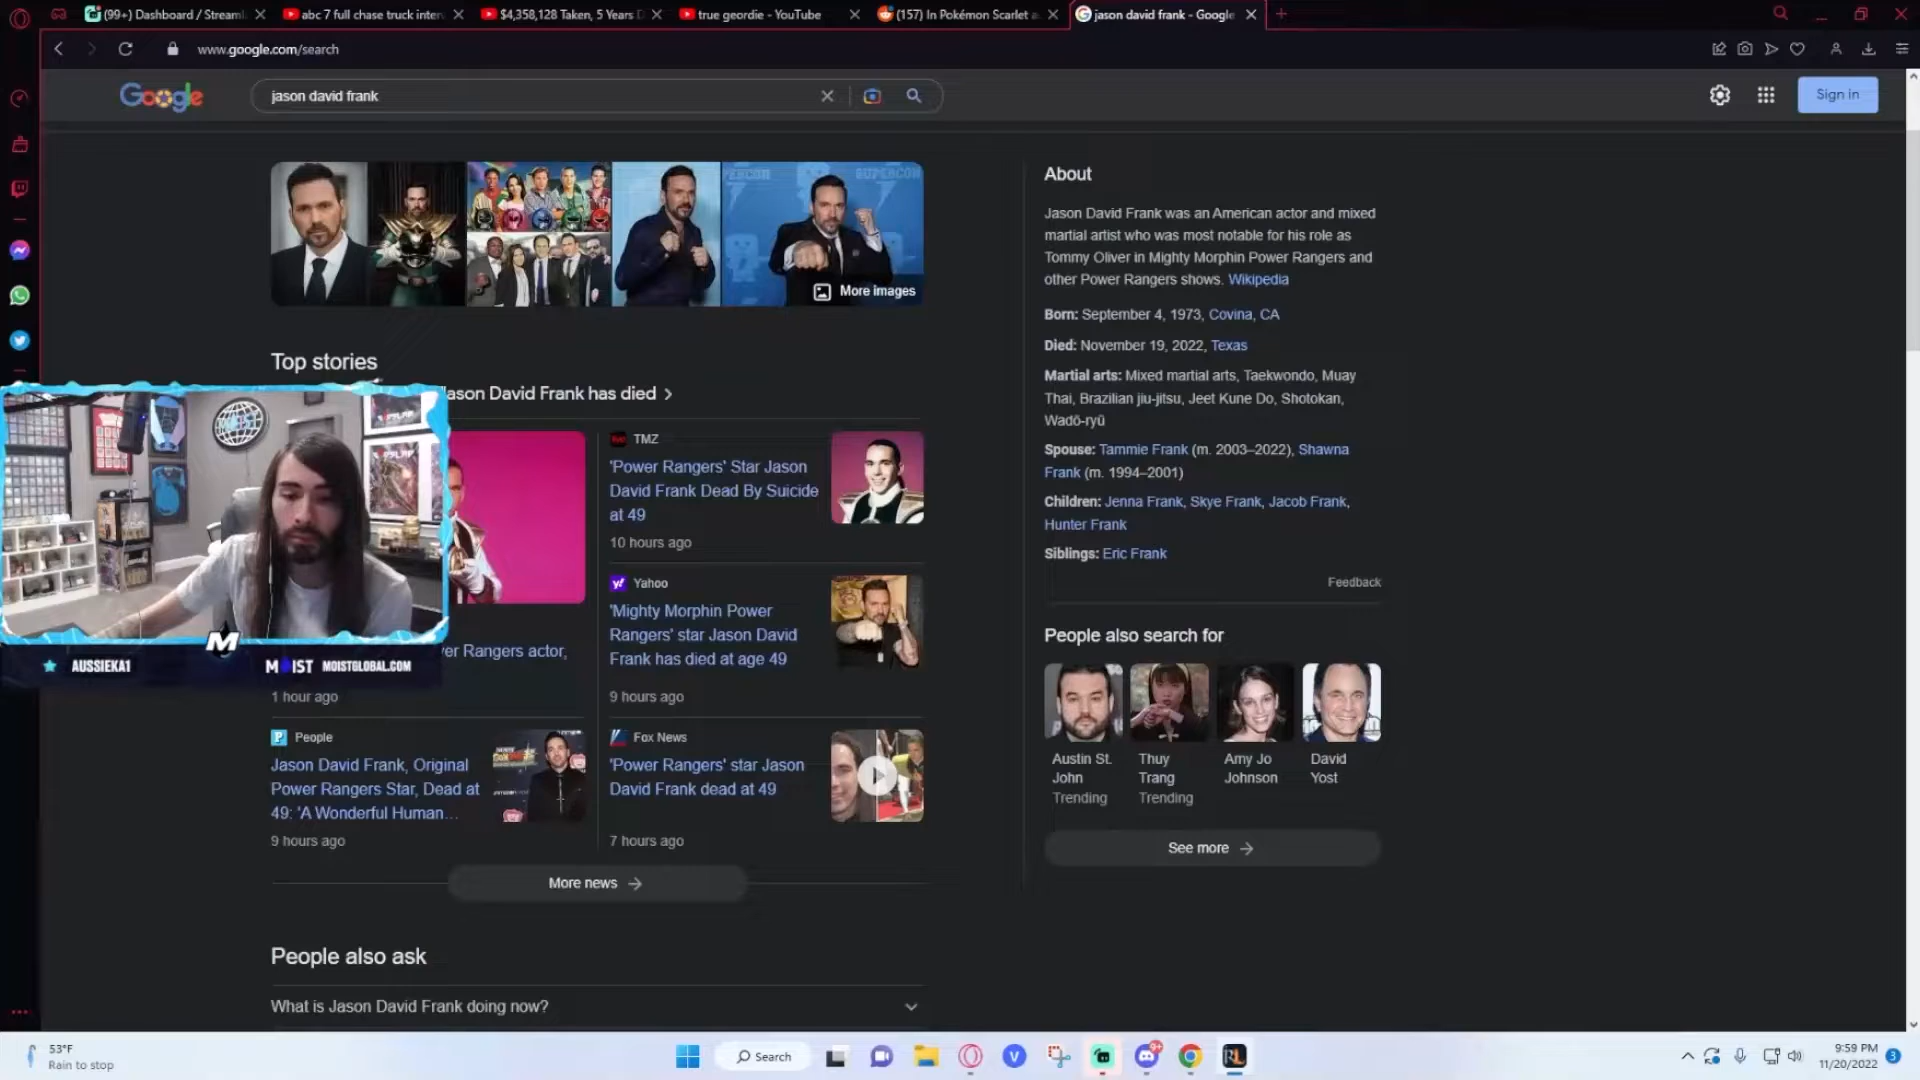 (99+) Dashboard / Streaml
abc 7 full chase truck inter
$4,358,128 Taken, 5 Years D
true geordie - YouTube
(157) In Pokémon Scarlet a
jason david frank - Google
www.google.com/search
Google
jason david frank
Sign in
More images
Top stories
Jason David Frank has died
TMZ
'Power Rangers' Star Jason
David Frank Dead By Suicide
at 49
10 hours ago
Yahoo
'Mighty Morphin Power
Rangers' star Jason David
Frank has died at age 49
9 hours ago
er Rangers actor,
1 hour ago
People
Jason David Frank, Original
Power Rangers Star, Dead at
49: 'A Wonderful Human…
9 hours ago
Fox News
'Power Rangers' star Jason
David Frank dead at 49
7 hours ago
More news
People also ask
What is Jason David Frank doing now?
About
Jason David Frank was an American actor and mixed
martial artist who was most notable for his role as
Tommy Oliver in Mighty Morphin Power Rangers and
other Power Rangers shows. Wikipedia
Born: September 4, 1973, Covina, CA
Died: November 19, 2022, Texas
Martial arts: Mixed martial arts, Taekwondo, Muay
Thai, Brazilian jiu-jitsu, Jeet Kune Do, Shotokan,
Wadō-ryū
Spouse: Tammie Frank (m. 2003–2022), Shawna
Frank (m. 1994–2001)
Children: Jenna Frank, Skye Frank, Jacob Frank,
Hunter Frank
Siblings: Eric Frank
Feedback
People also search for
Austin St.
John
Trending
Thuy
Trang
Trending
Amy Jo
Johnson
David
Yost
See more
M
AUSSIEKA1
MOIST MOISTGLOBAL.COM
53°F
Rain to stop
Search
9+
9:59 PM
11/20/2022
3